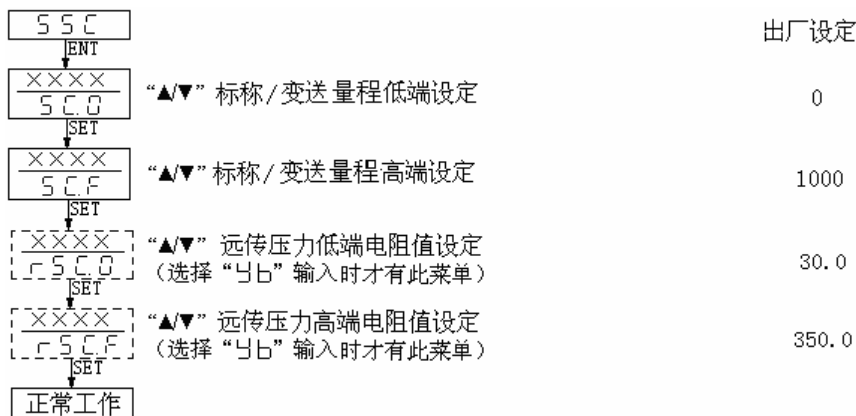 SSC 出厂设定
ENT
XXXX
SC.0 “▲/▼” 标称/变送量程低端设定 0
SET
XXXX
SC.F “▲/▼” 标称/变送量程高端设定 1000
SET
XXXX “▲/▼” 远传压力低端电阻值设定
rSC.0 (选择 “Yb” 输入时才有此菜单) 30.0
SET
XXXX “▲/▼” 远传压力高端电阻值设定
rSC.F (选择 “Yb” 输入时才有此菜单) 350.0
SET
正常工作